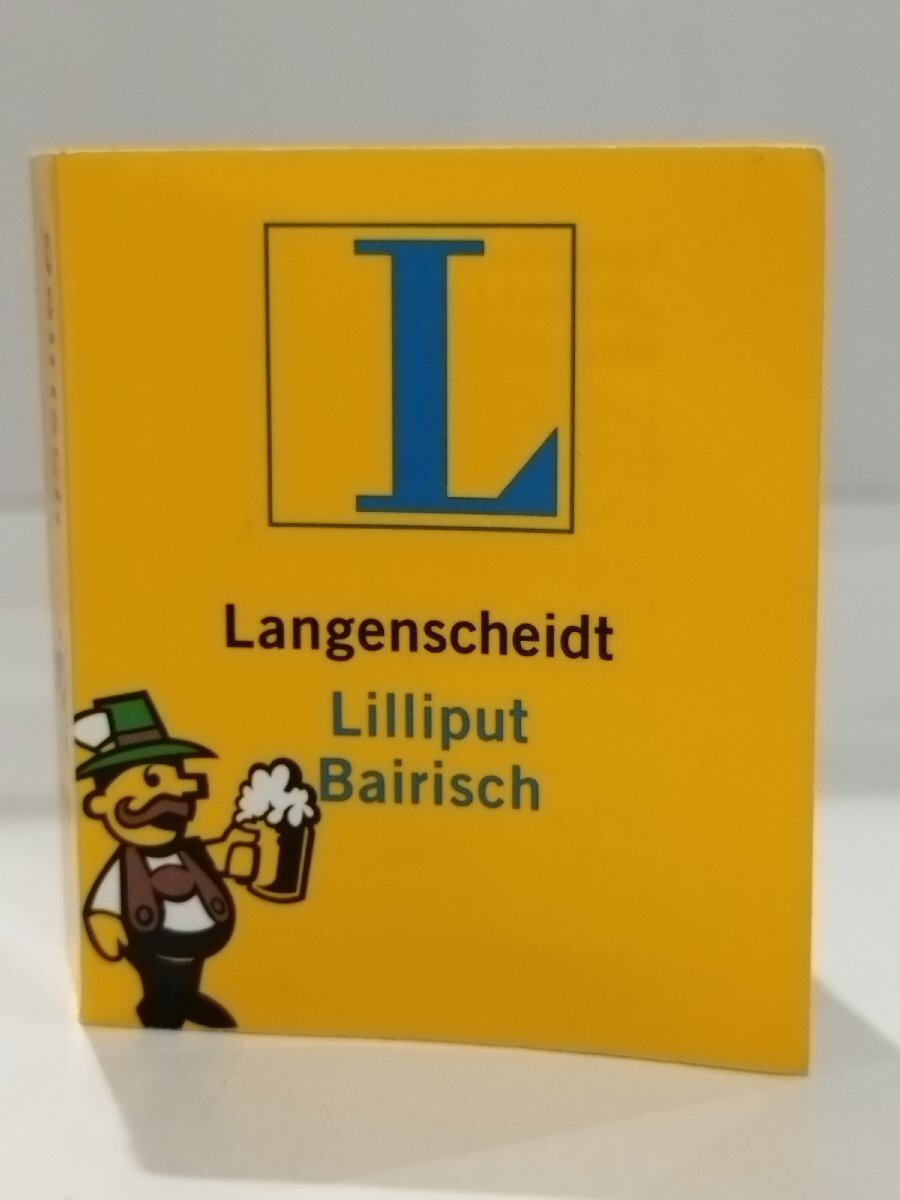 L
Langenscheidt
Lilliput
Bairisch